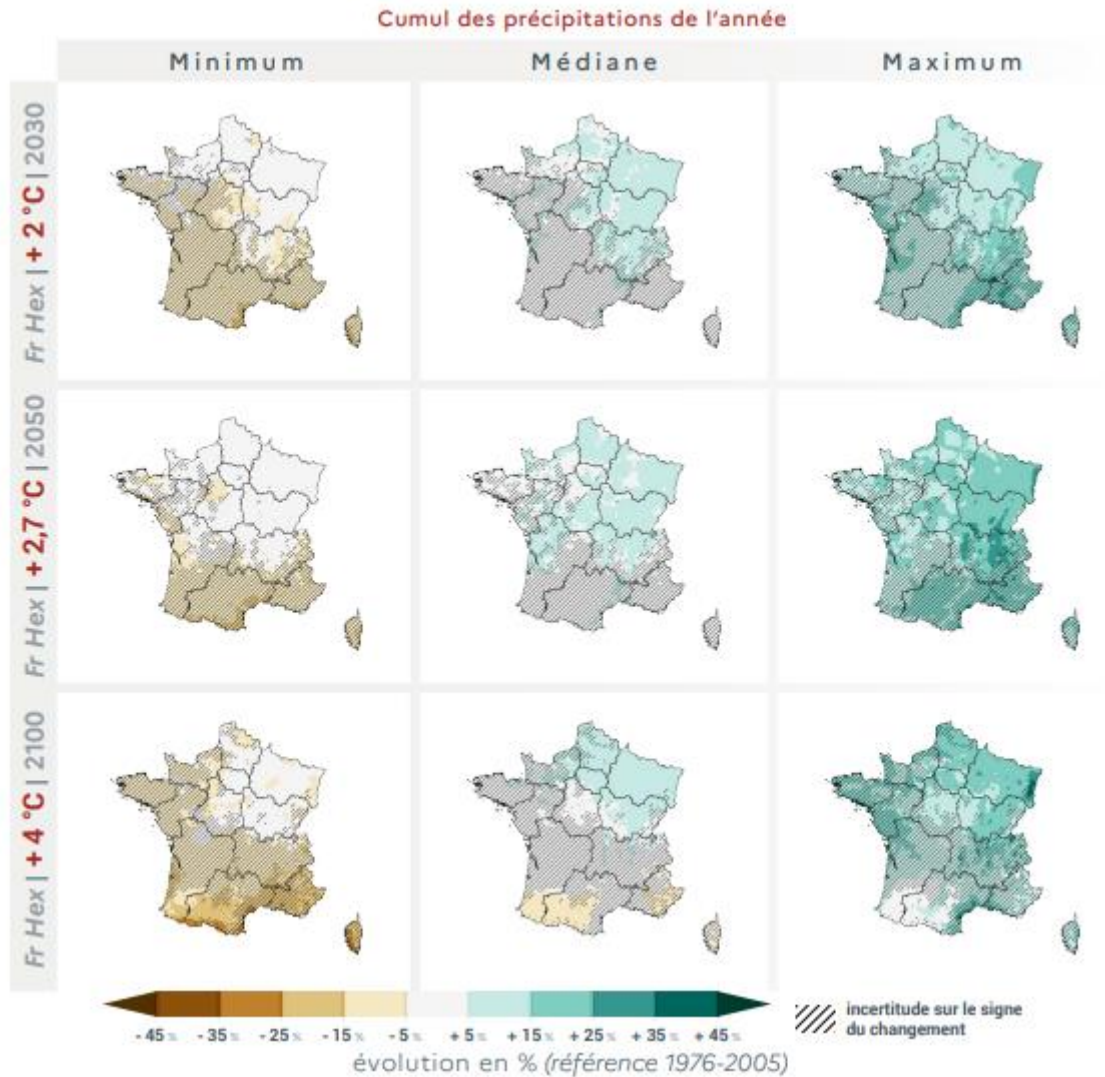 Cumul des précipitations de l'année
Minimum
Médiane
Maximum
Fr Hex | + 2 °C | 2030
Fr Hex | +2,7 °C | 2050
Fr Hex | + 4 °C | 2100
- 45 % - 35 % - 25 % - 15 % - 5 % + 5 % + 15 % + 25 % + 35 % + 45 %
incertitude sur le signe
du changement
évolution en % (référence 1976-2005)